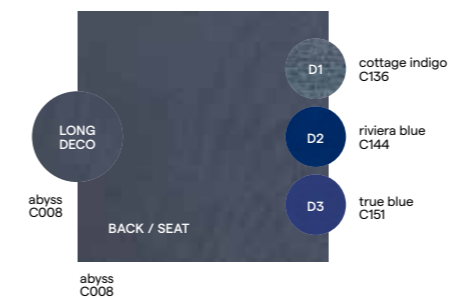 D1
cottage indigo
C136
LONG
DECO
D2
riviera blue
C144
abyss
C008
D3
true blue
C151
BACK / SEAT
abyss
C008